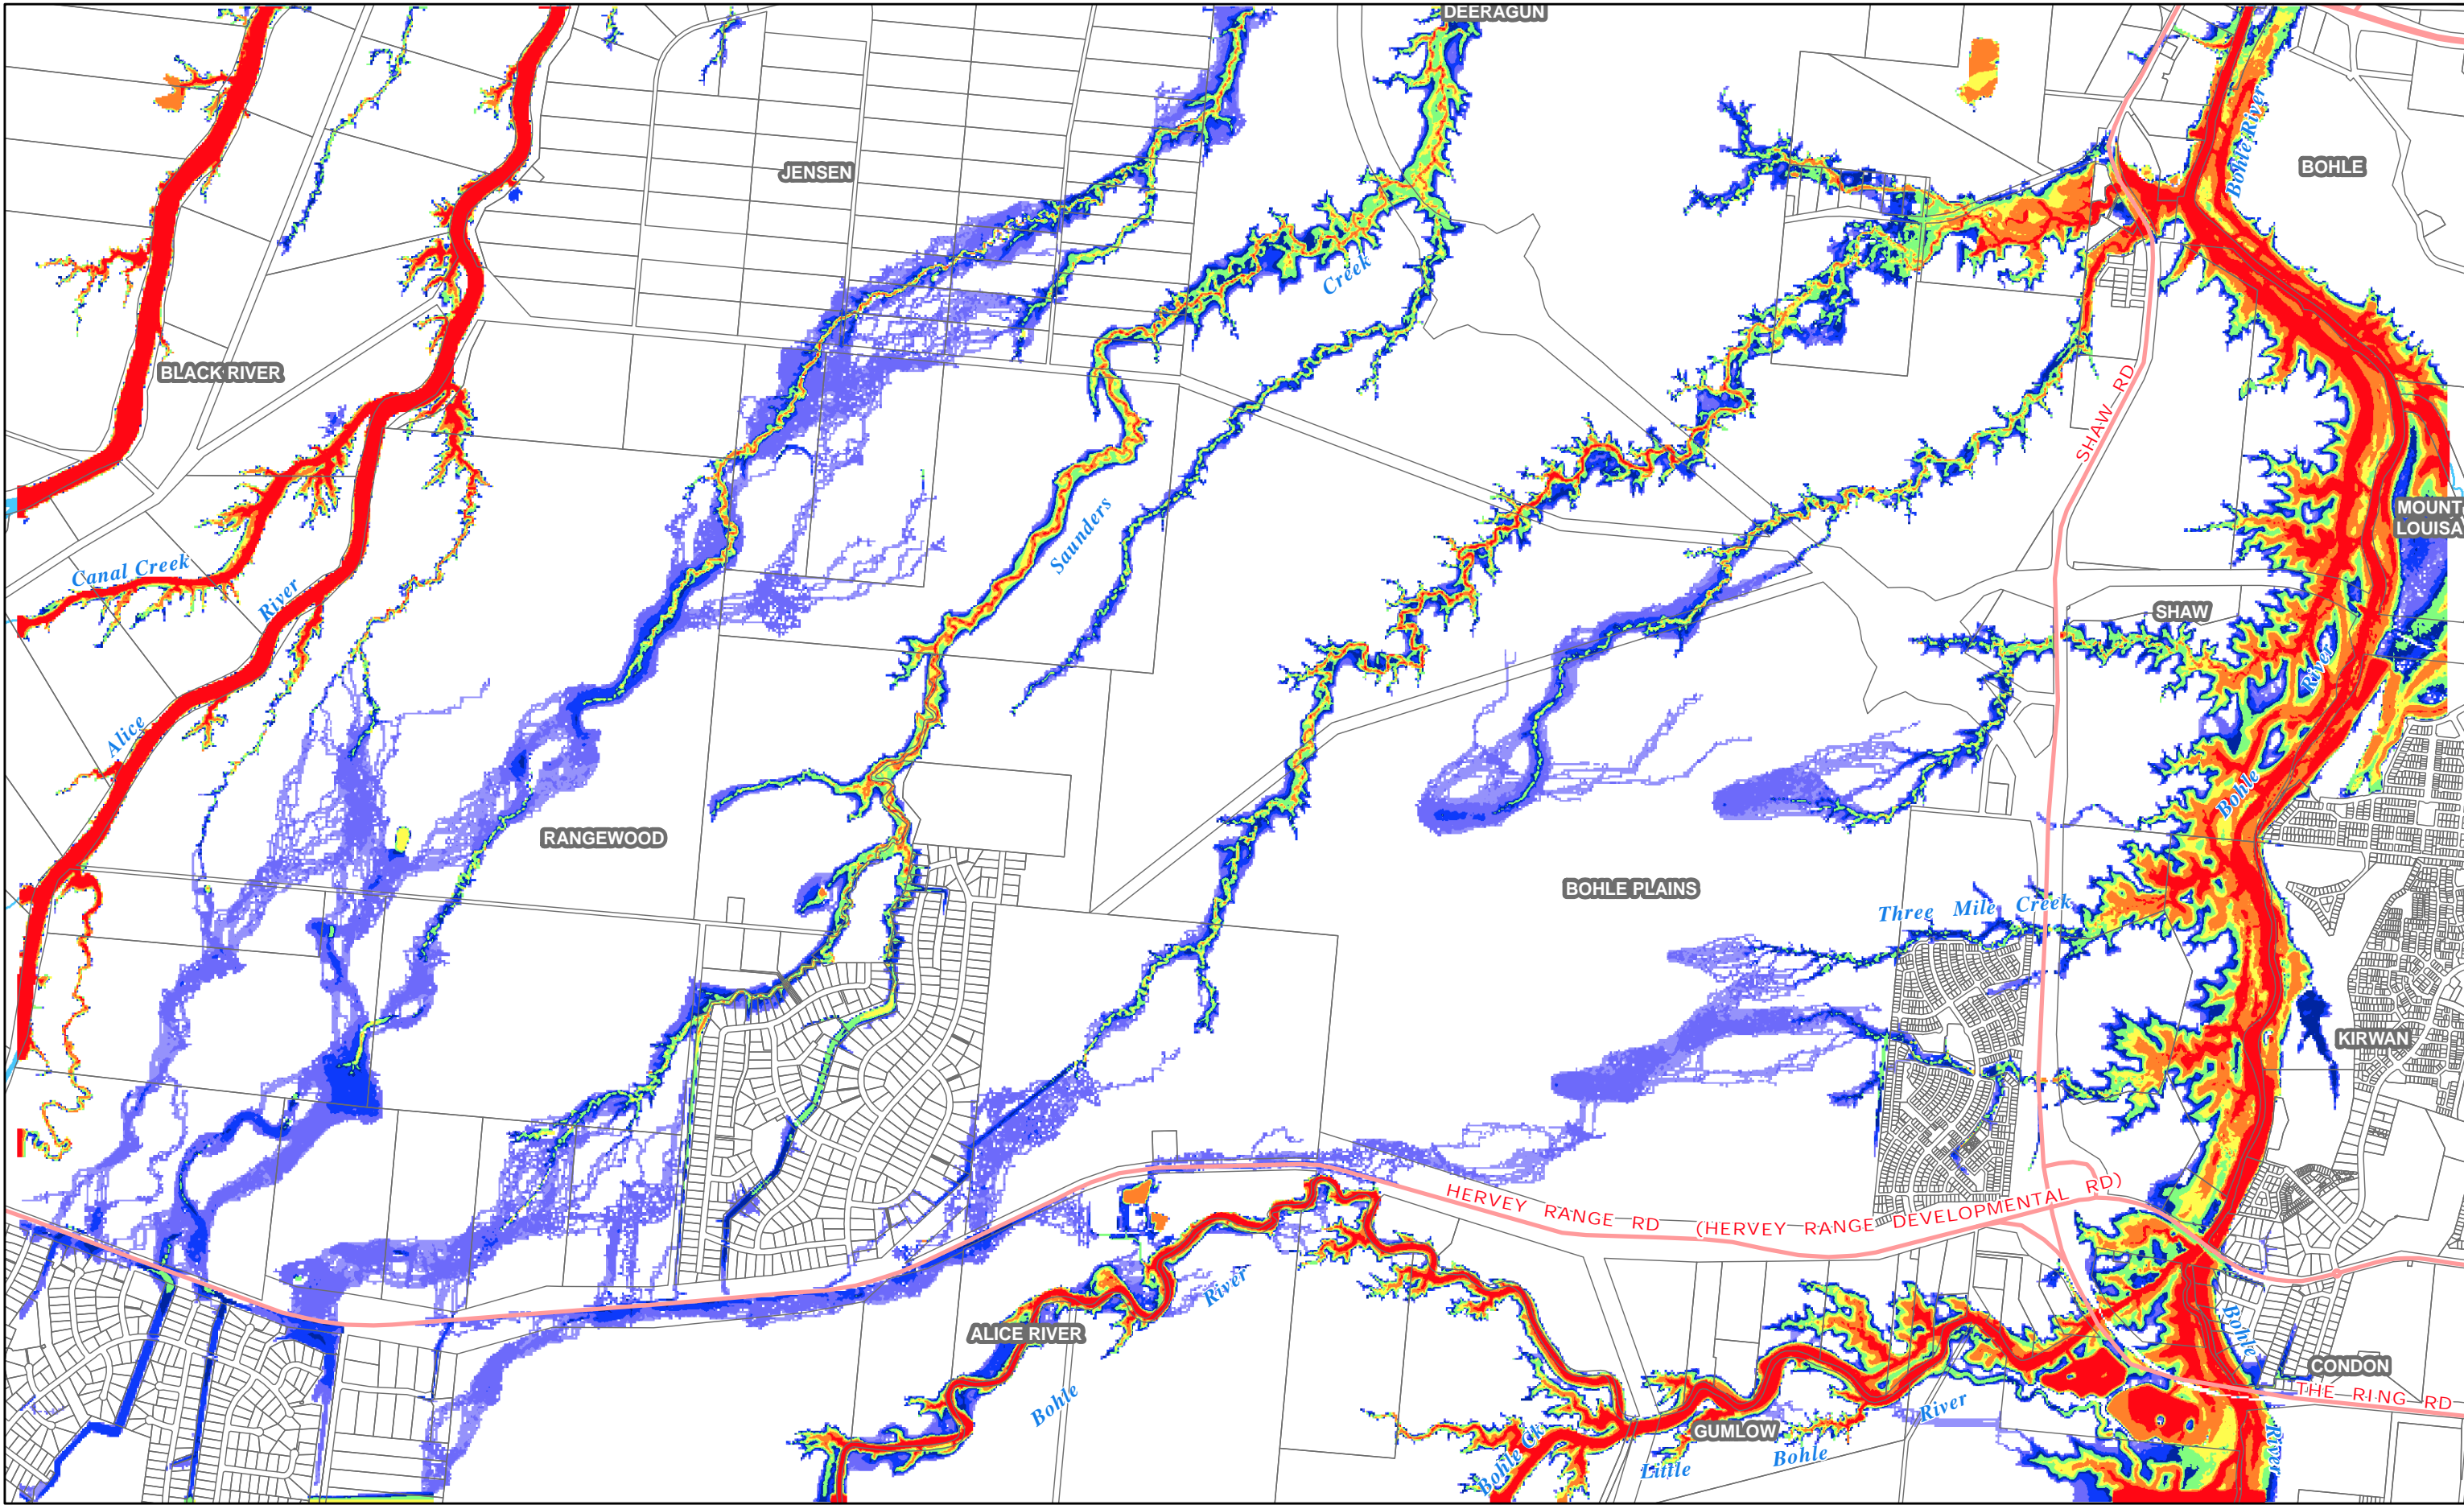 DEERAGUN
JENSEN
Bohle River
BOHLE
Creek
BLACK RIVER
SHAW RD
MOUNT
LOUISA
Saunders
Canal Creek
River
SHAW
River
Alice
Bohle
RANGEWOOD
BOHLE PLAINS
Three Mile Creek
KIRWAN
HERVEY RANGE RD (HERVEY RANGE DEVELOPMENTAL RD)
River
ALICE RIVER
Bohle
Bohle
CONDON
THE RING RD
River
GUMLOW
Bohle Ck
Little
Bohle
River